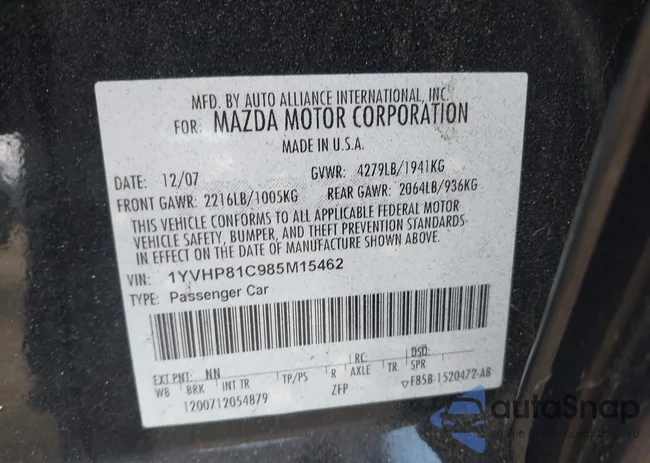 MFD. BY AUTO ALLIANCE INTERNATIONAL, INC.
FOR: MAZDA MOTOR CORPORATION
MADE IN U.S.A.
DATE: 12/07 GVWR: 4279LB/1941KG
FRONT GAWR: 2216LB/1005KG REAR GAWR: 2064LB/936KG
THIS VEHICLE CONFORMS TO ALL APPLICABLE FEDERAL MOTOR
VEHICLE SAFETY, BUMPER, AND THEFT PREVENTION STANDARDS
IN EFFECT ON THE DATE OF MANUFACTURE SHOWN ABOVE.
VIN: 1YVHP81C985M15462
TYPE: Passenger Car
EXT PNT: NN RC: DSO:
WB BRK INT TR TP/PS R AXLE TR SPR
1200712054879 ZFP F85B-1520472-AB
autoSnap